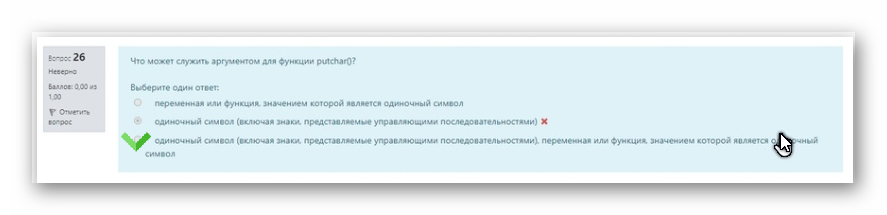 Вопрос 26
Неверно
Баллов: 0,00 из
1,00
Отметить
вопрос
Что может служить аргументом для функции putchar()?
Выберите один ответ:
переменная или функция, значением которой является одиночный символ
одиночный символ (включая знаки, представляемые управляющими последовательностями)
одиночный символ (включая знаки, представляемые управляющими последовательностями), переменная или функция, значением которой является
символ